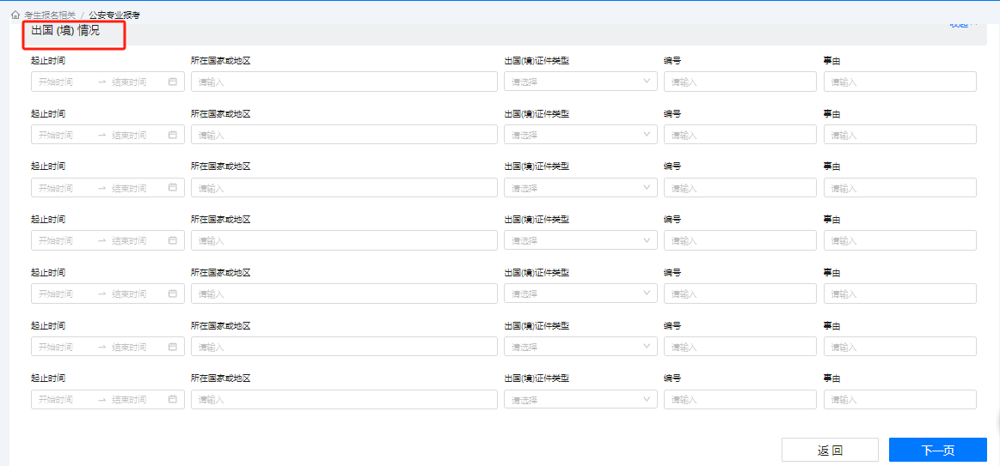 考生报名相关 / 公安专业报考
出国 (境) 情况
起止时间 所在国家或地区 出国(境)证件类型 编号 事由
开始时间 → 结束时间 请输入 请选择 请输入 请输入
起止时间 所在国家或地区 出国(境)证件类型 编号 事由
开始时间 → 结束时间 请输入 请选择 请输入 请输入
起止时间 所在国家或地区 出国(境)证件类型 编号 事由
开始时间 → 结束时间 请输入 请选择 请输入 请输入
起止时间 所在国家或地区 出国(境)证件类型 编号 事由
开始时间 → 结束时间 请输入 请选择 请输入 请输入
起止时间 所在国家或地区 出国(境)证件类型 编号 事由
开始时间 → 结束时间 请输入 请选择 请输入 请输入
起止时间 所在国家或地区 出国(境)证件类型 编号 事由
开始时间 → 结束时间 请输入 请选择 请输入 请输入
起止时间 所在国家或地区 出国(境)证件类型 编号 事由
开始时间 → 结束时间 请输入 请选择 请输入 请输入
返 回 下一页